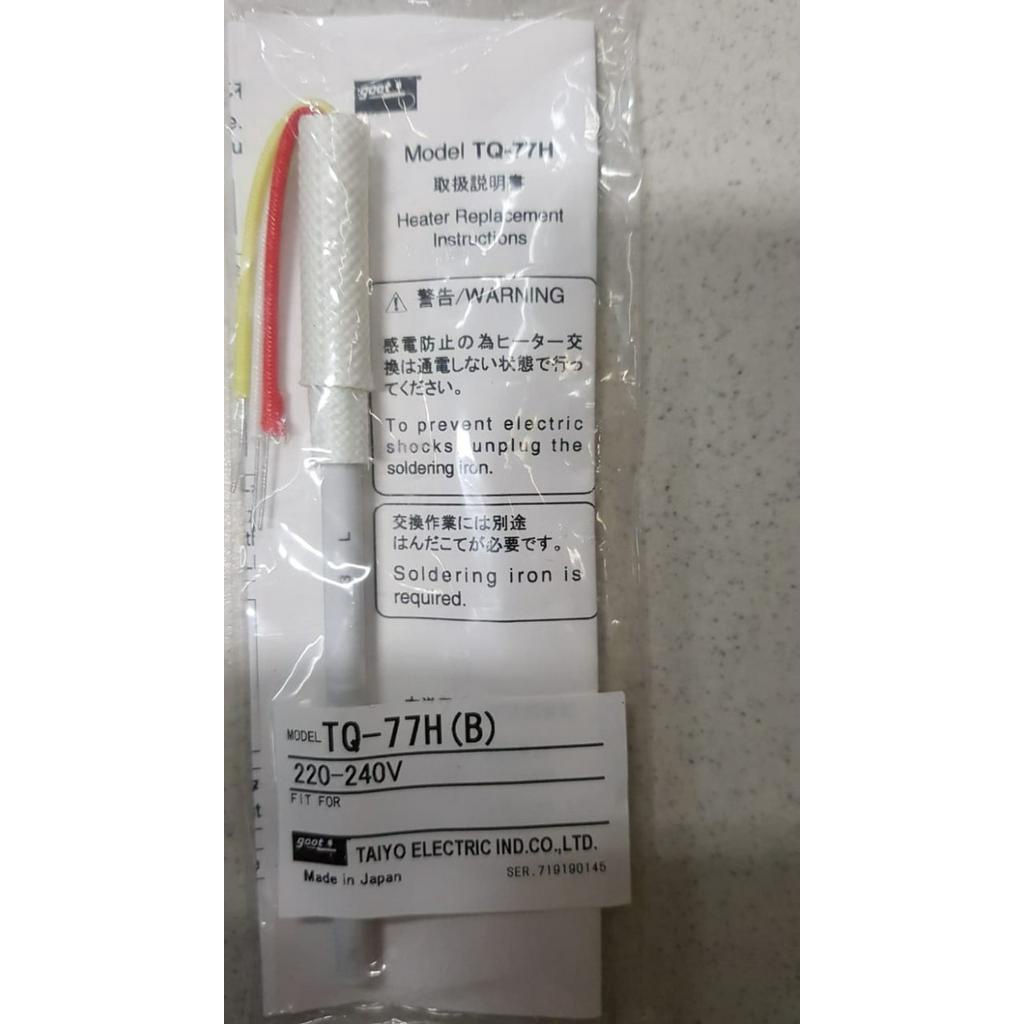 goot
Model TQ-77H
取扱説明書
Heater Replacement
Instructions
警告/WARNING
感電防止の為ヒーター交
換は通電しない状態で行っ
てください。
To prevent electric
shocks unplug the
soldering iron.
交換作業には別途
はんだこてが必要です。
Soldering iron is
required.
MODEL TQ-77H(B)
220-240V
FIT FOR
goot
TAIYO ELECTRIC IND.CO.,LTD.
Made in Japan
SER.719190145